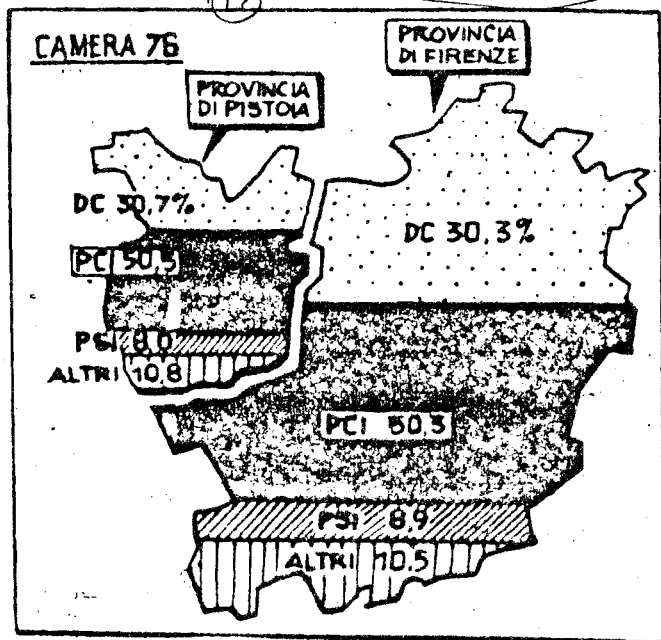 CAMERA 76
PROVINCIA
DI FIRENZE
PROVINCIA
DI PISTOIA
DC 30,7%
PCI 50,5
PSI 8,0
ALTRI 10,8
DC 30,3%
PCI 50,3
PSI 8,9
ALTRI 10,5